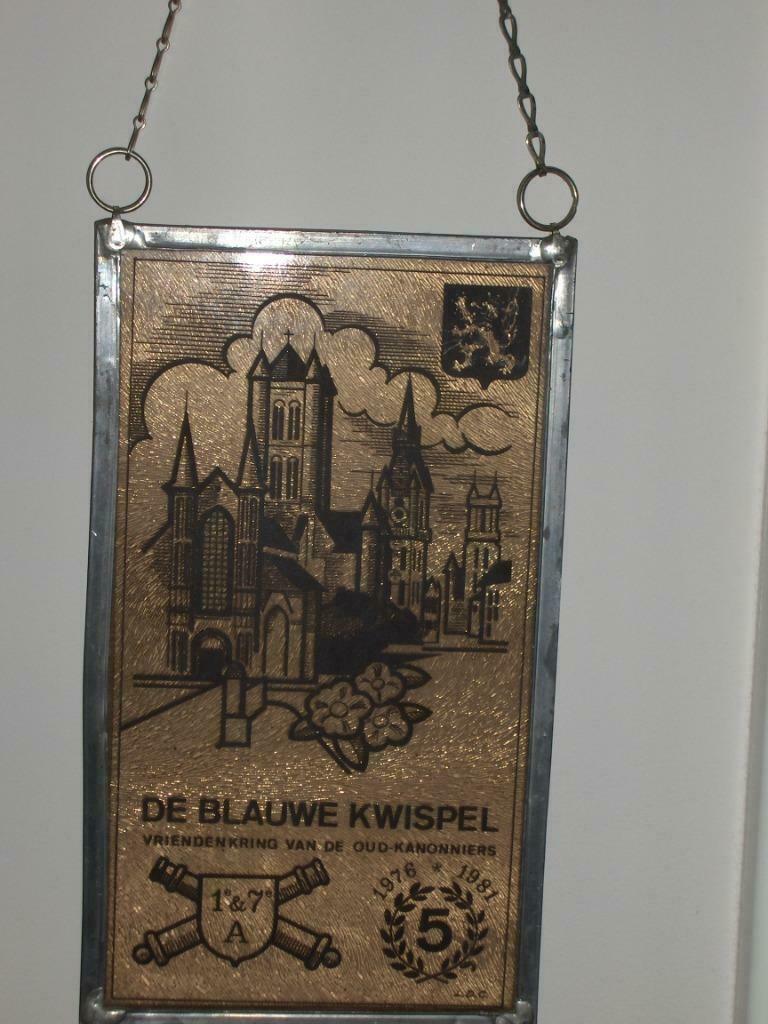 DE BLAUWE KWISPEL
VRIENDENKRING VAN DE OUD-KANONNIERS
1e & 7e
A
1976 * 1981
5